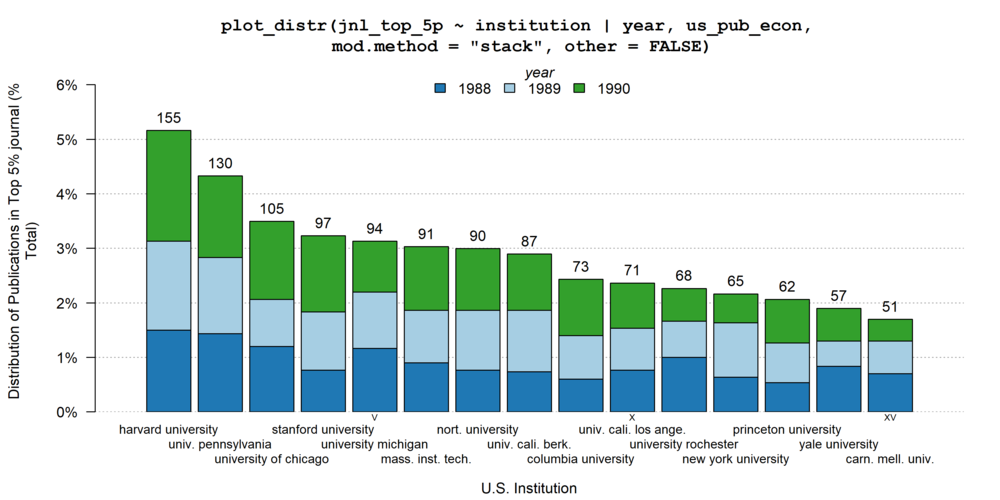 plot_distr(jnl_top_5p ~ institution | year, us_pub_econ,
mod.method = "stack", other = FALSE)
year
1988 1989 1990
Distribution of Publications in Top 5% journal (%
Total)
6%
5%
4%
3%
2%
1%
0%
155
130
105
97
94
91
90
87
73
71
68
65
62
57
51
V X XV
harvard university stanford university nort. university univ. cali. los ange. princeton university
univ. pennsylvania university michigan univ. cali. berk. university rochester yale university
university of chicago mass. inst. tech. columbia university new york university carn. mell. univ.
U.S. Institution